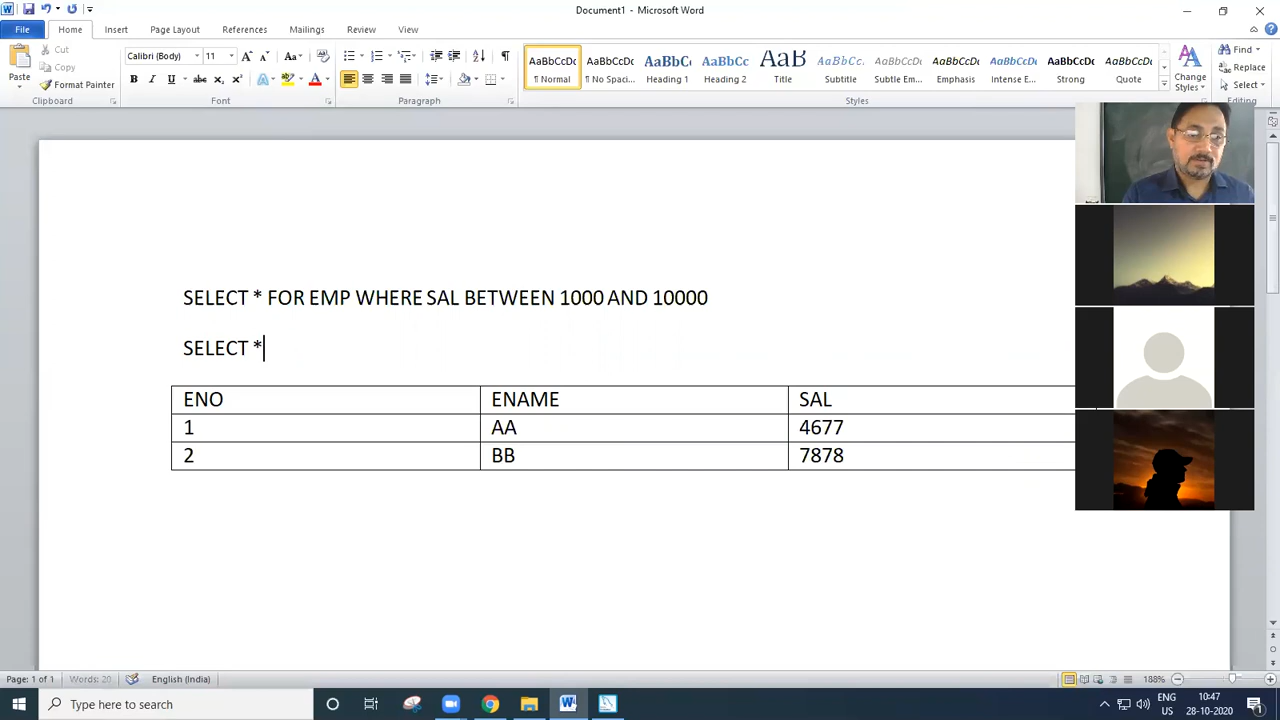 Document1 - Microsoft Word
File Home Insert Page Layout References Mailings Review View
Cut
Copy
Format Painter
Paste
Clipboard
Calibri (Body) 11
Font
Paragraph
AaBbCcDc AaBbCcDc AaBbC AaBbCc AaB AaBbCc. AaBbCcDc AaBbCcDc AaBbCcDc AaBbCcDc AaBbCcDc
¶ Normal ¶ No Spaci... Heading 1 Heading 2 Title Subtitle Subtle Em... Emphasis Intense E... Strong Quote
Change
Styles
Styles
Find
Replace
Select
Editing
SELECT * FOR EMP WHERE SAL BETWEEN 1000 AND 10000
SELECT *
ENO ENAME SAL
1 AA 4677
2 BB 7878
Page: 1 of 1 Words: 20 English (India) 188%
Type here to search
ENG 10:47
US 28-10-2020